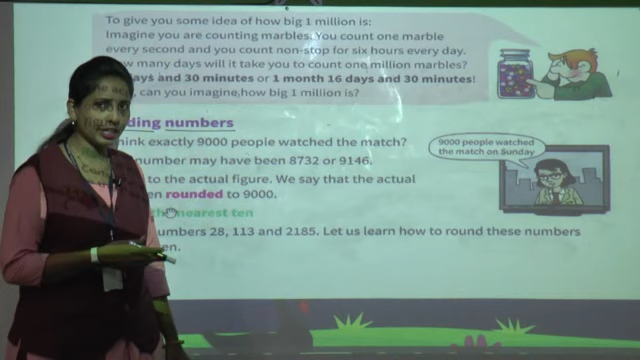 To give you some idea of how big 1 million is:
Imagine you are counting marbles. You count one marble
every second and you count non-stop for six hours every day.
many days will it take you to count one million marbles?
days and 30 minutes or 1 month 16 days and 30 minutes!
can you imagine, how big 1 million is?
numbers
exactly 9000 people watched the match?
number may have been 8732 or 9146.
to the actual figure. We say that the actual
rounded to 9000.
nearest ten
numbers 28, 113 and 2185. Let us learn how to round these numbers
9000 people watched
the match on Sunday